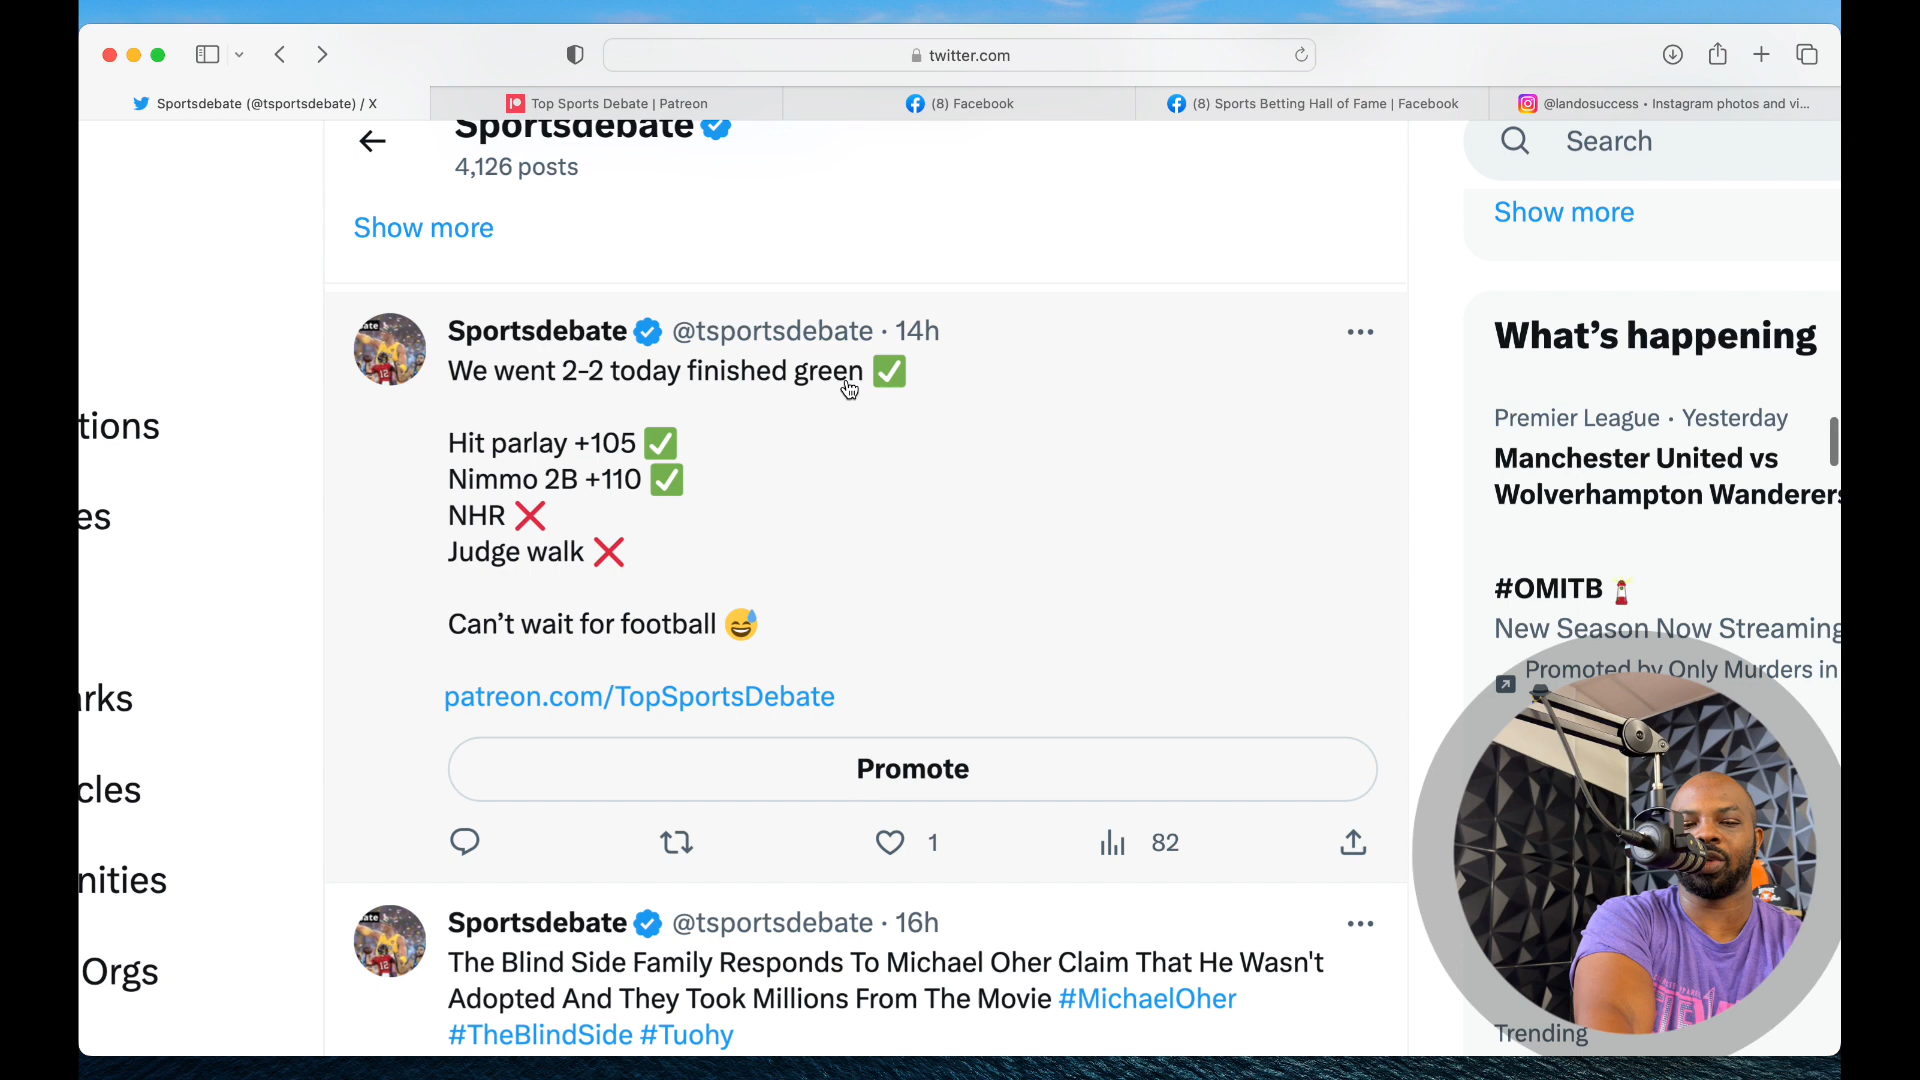 twitter.com
Sportsdebate (@tsportsdebate) / X
Top Sports Debate | Patreon
(8) Facebook
(8) Sports Betting Hall of Fame | Facebook
@landosuccess • Instagram photos and vi...
Sportsdebate
4,126 posts
Show more
Search
Show more
Sportsdebate @tsportsdebate · 14h
We went 2-2 today finished green ✅
Hit parlay +105 ✅
Nimmo 2B +110 ✅
NHR ❌
Judge walk ❌
Can’t wait for football 😅
patreon.com/TopSportsDebate
Promote
1
82
Sportsdebate @tsportsdebate · 16h
The Blind Side Family Responds To Michael Oher Claim That He Wasn't
Adopted And They Took Millions From The Movie #MichaelOher
#TheBlindSide #Tuohy
What’s happening
Premier League · Yesterday
Manchester United vs
Wolverhampton Wanderers
#OMITB
New Season Now Streaming
Promoted by Only Murders in
Trending
tions
es
arks
cles
nities
Orgs